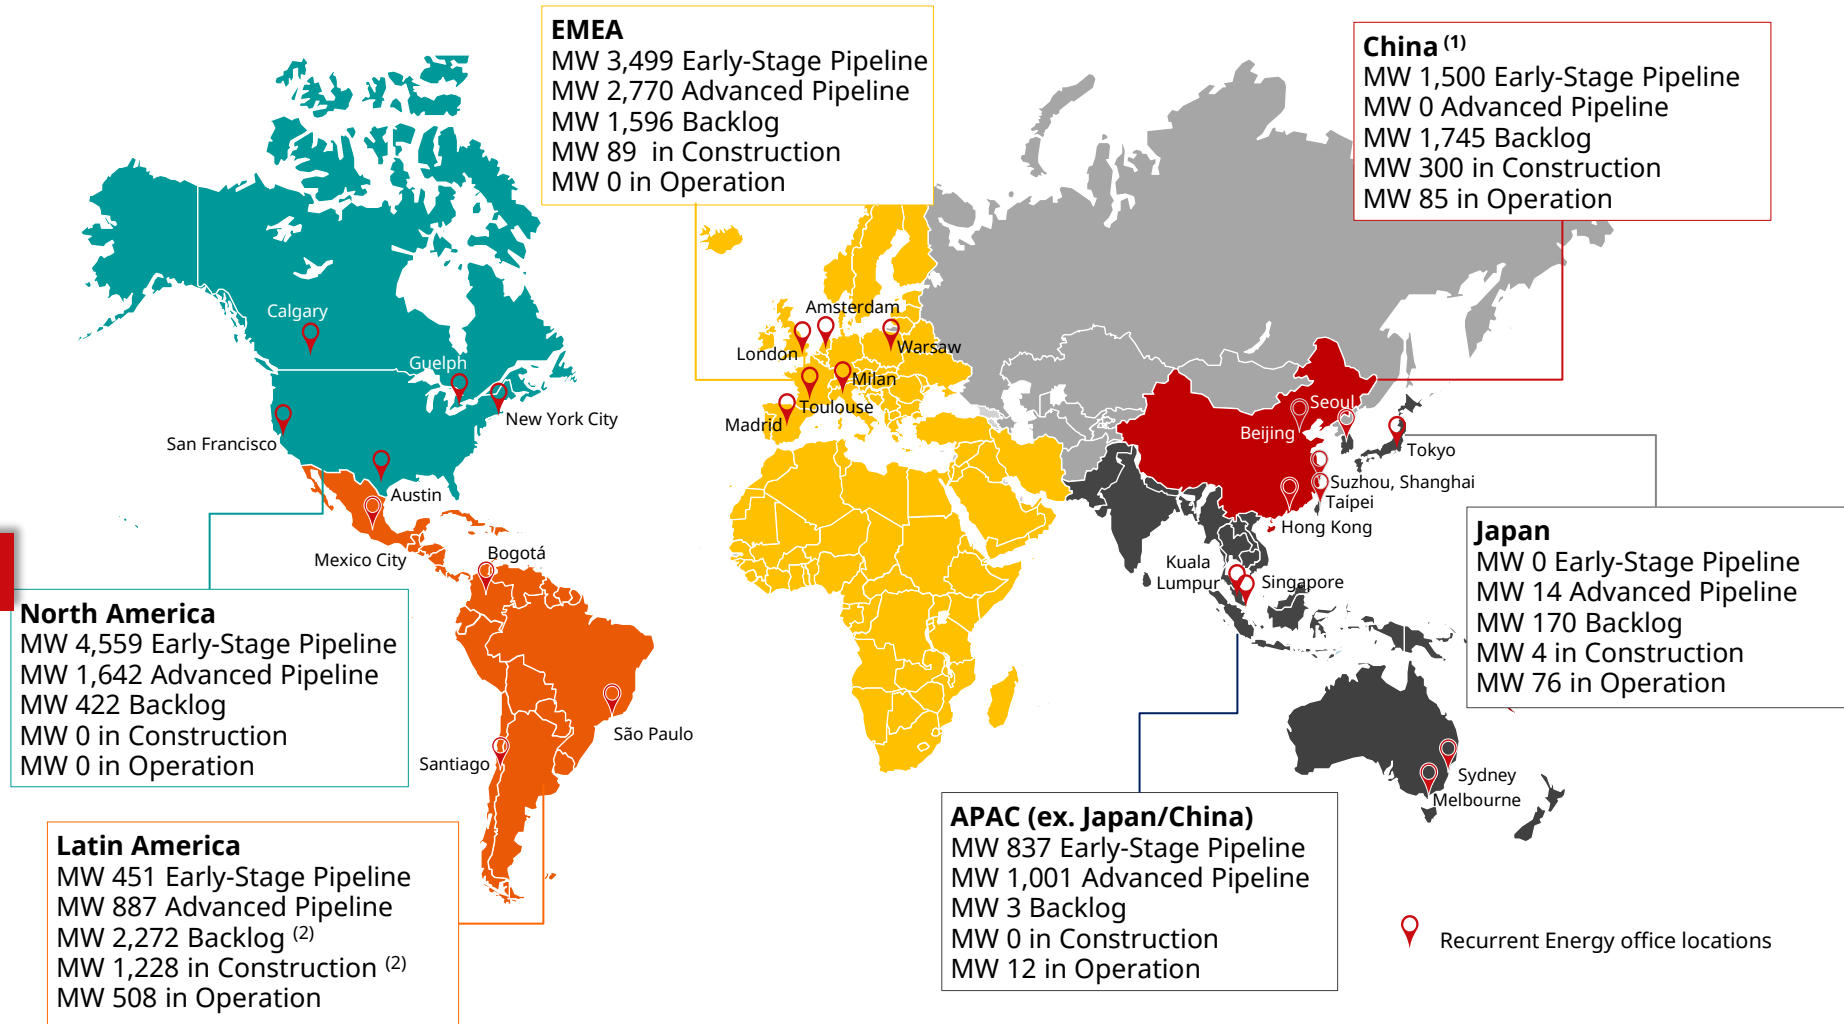 EMEA
MW 3,499 Early-Stage Pipeline
MW 2,770 Advanced Pipeline
MW 1,596 Backlog
MW 89  in Construction
MW 0 in Operation
China (1)
MW 1,500 Early-Stage Pipeline
MW 0 Advanced Pipeline
MW 1,745 Backlog
MW 300 in Construction
MW 85 in Operation
Calgary
Guelph
New York City
San Francisco
Austin
Mexico City
Bogotá
São Paulo
Santiago
Amsterdam
London
Warsaw
Milan
Toulouse
Madrid
Seoul
Beijing
Tokyo
Suzhou, Shanghai
Taipei
Hong Kong
Kuala
Lumpur
Singapore
Sydney
Melbourne
Japan
MW 0 Early-Stage Pipeline
MW 14 Advanced Pipeline
MW 170 Backlog
MW 4 in Construction
MW 76 in Operation
North America
MW 4,559 Early-Stage Pipeline
MW 1,642 Advanced Pipeline
MW 422 Backlog
MW 0 in Construction
MW 0 in Operation
Latin America
MW 451 Early-Stage Pipeline
MW 887 Advanced Pipeline
MW 2,272 Backlog (2)
MW 1,228 in Construction (2)
MW 508 in Operation
APAC (ex. Japan/China)
MW 837 Early-Stage Pipeline
MW 1,001 Advanced Pipeline
MW 3 Backlog
MW 0 in Construction
MW 12 in Operation
Recurrent Energy office locations